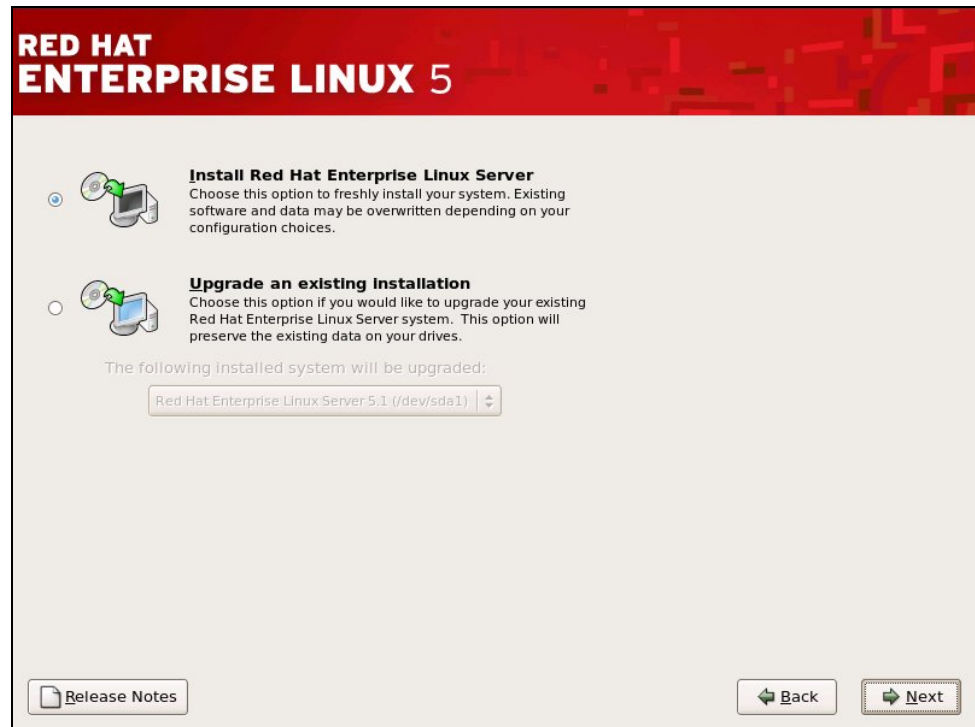 RED HAT
ENTERPRISE LINUX 5
Install Red Hat Enterprise Linux Server
Choose this option to freshly install your system. Existing
software and data may be overwritten depending on your
configuration choices.
Upgrade an existing installation
Choose this option if you would like to upgrade your existing
Red Hat Enterprise Linux Server system. This option will
preserve the existing data on your drives.
The following installed system will be upgraded:
Red Hat Enterprise Linux Server 5.1 (/dev/sda1)
Release Notes
Back
Next